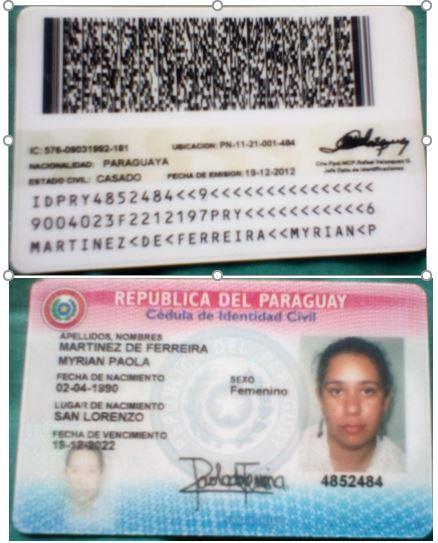 IC: 576-09031992-181 UBICACION: PN-11-21-001-484
NACIONALIDAD: PARAGUAYA
ESTADO CIVIL: CASADO FECHA DE EMISION: 19-12-2012
IDPRY4852484<<9<<<<<<<<<<<<<<<
9004023F2212197PRY<<<<<<<<<<<6
MARTINEZ<DE<FERREIRA<<MYRIAN<P
REPUBLICA DEL PARAGUAY
Cédula de Identidad Civil
APELLIDOS, NOMBRES
MARTINEZ DE FERREIRA
MYRIAN PAOLA
FECHA DE NACIMIENTO
02-04-1990
SEXO
Femenino
LUGAR DE NACIMIENTO
SAN LORENZO
FECHA DE VENCIMIENTO
19-12-2022
4852484